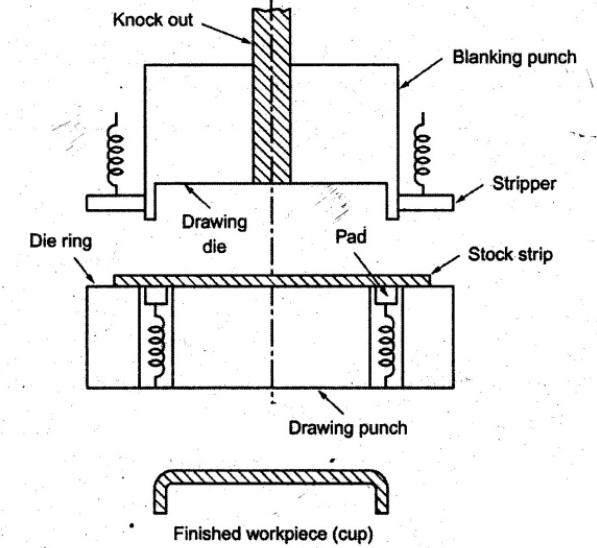 Knock out
Blanking punch
Stripper
Drawing
die
Pad
Die ring
Stock strip
Drawing punch
Finished workpiece (cup)